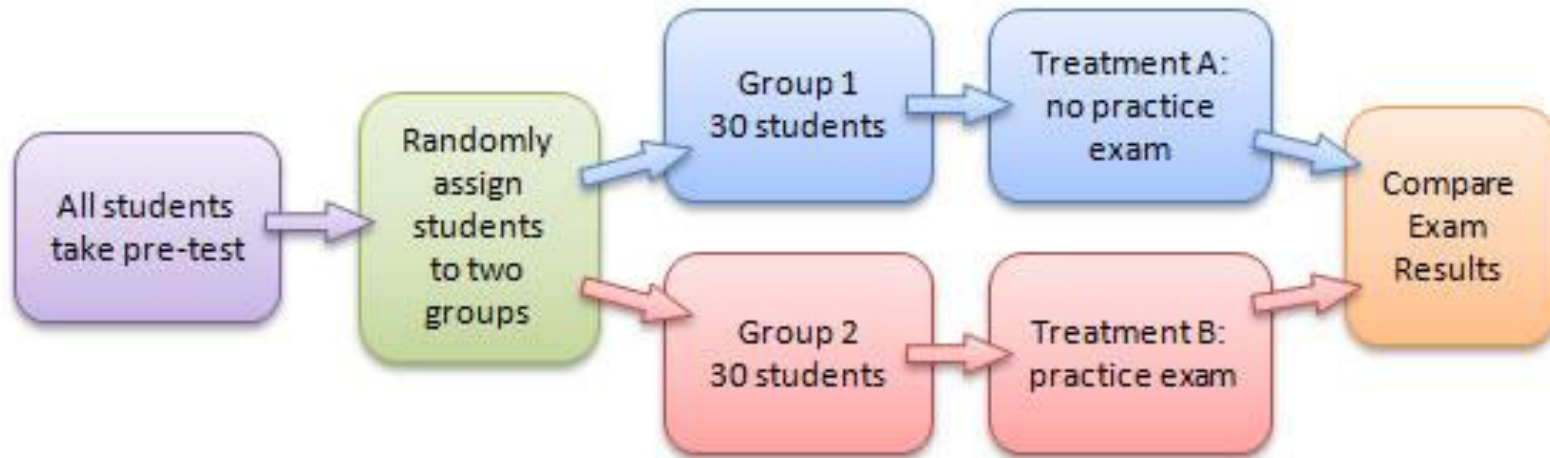 All students
take pre-test
Randomly
assign
students
to two
groups
Group 1
30 students
Treatment A:
no practice
exam
Group 2
30 students
Treatment B:
practice exam
Compare
Exam
Results